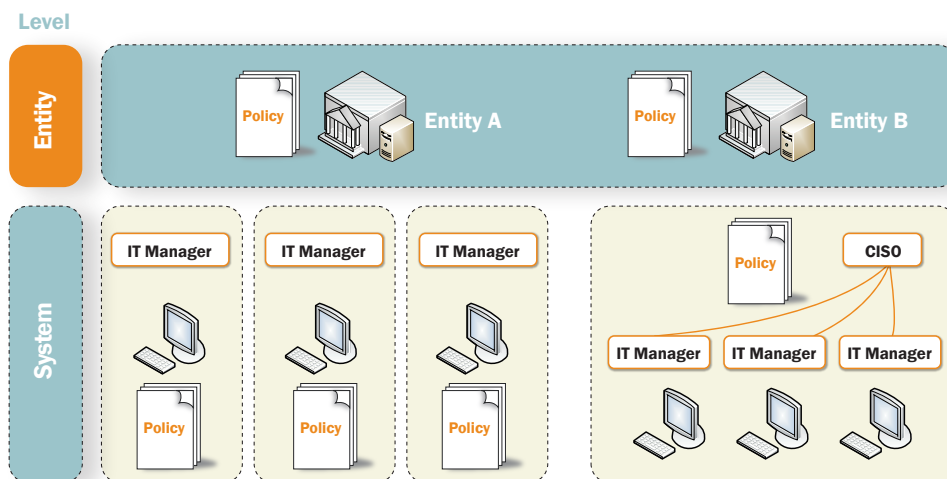 Level
Entity
Policy
Entity A
Policy
Entity B
System
IT Manager
IT Manager
IT Manager
Policy
CISO
IT Manager
IT Manager
IT Manager
Policy
Policy
Policy